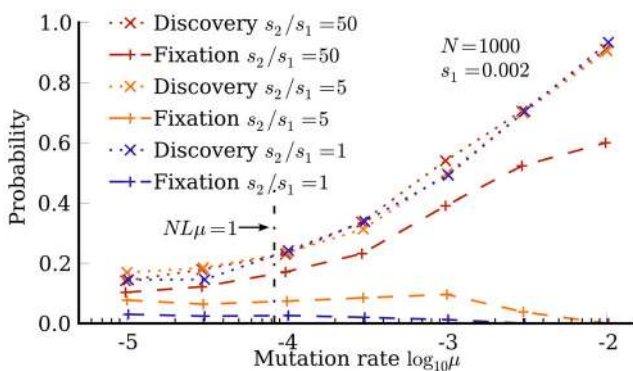 Discovery s₂/s₁=50
Fixation s₂/s₁=50
Discovery s₂/s₁=5
Fixation s₂/s₁=5
Discovery s₂/s₁=1
Fixation s₂/s₁=1
N=1000
s₁=0.002
NLμ=1
Probability
1.0
0.8
0.6
0.4
0.2
0.0
-5 -4 -3 -2
Mutation rate log₁₀μ